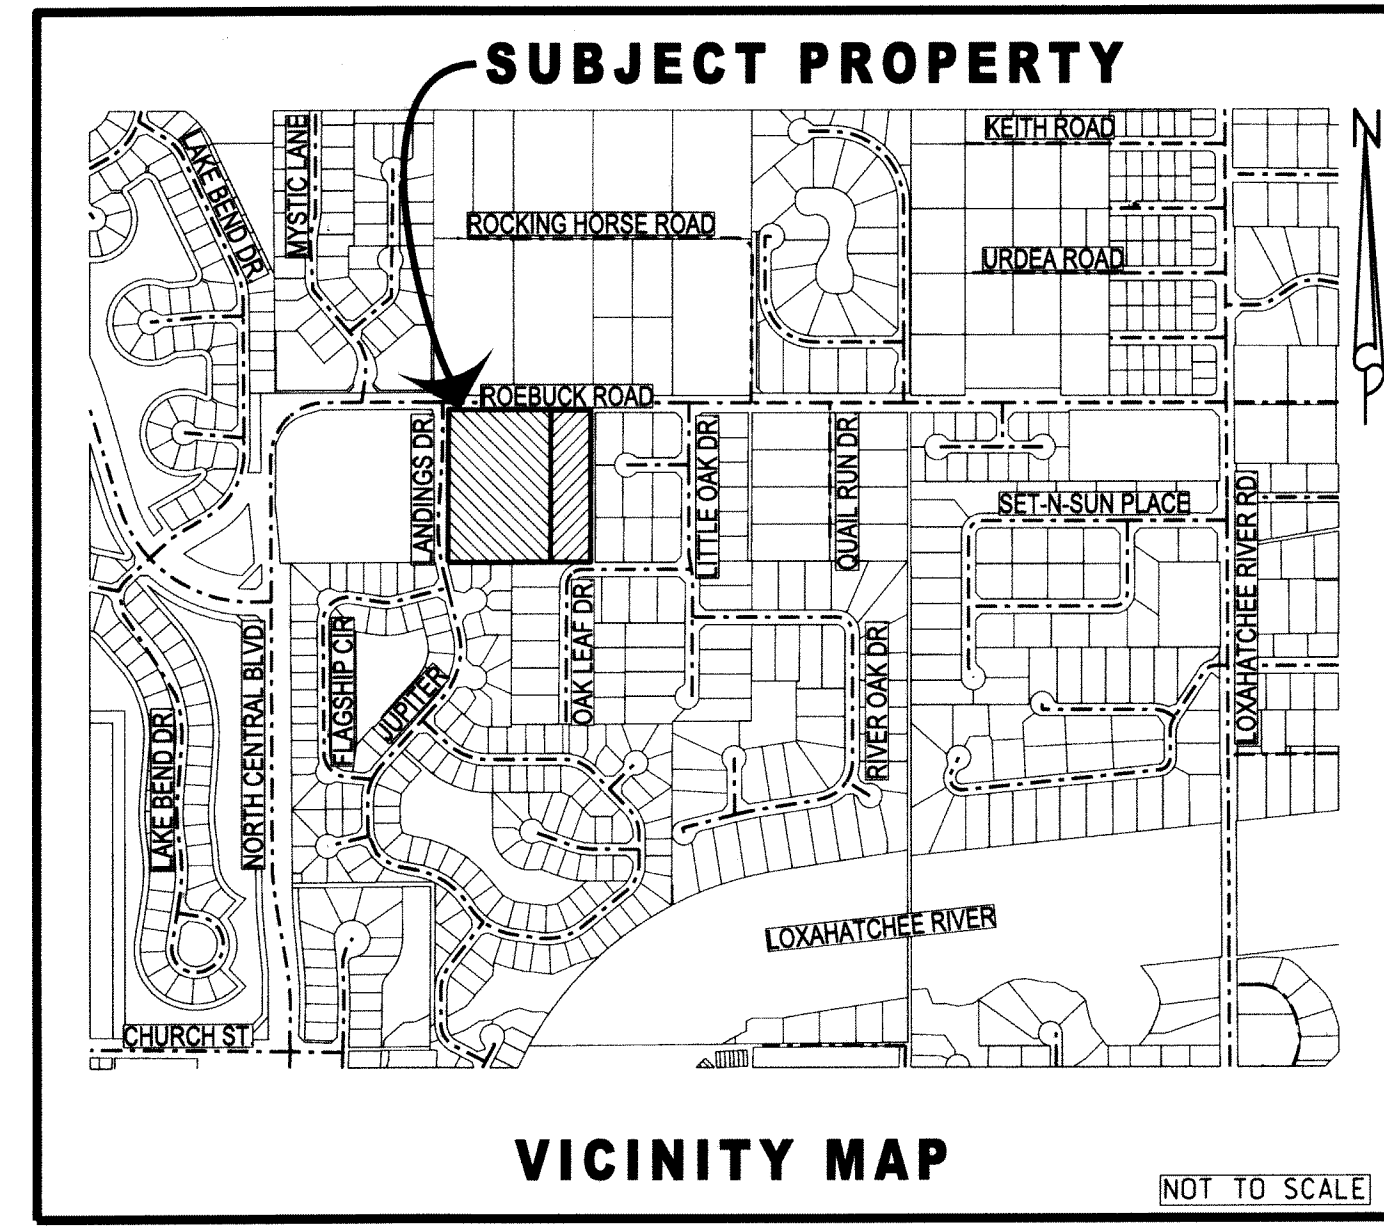 SUBJECT PROPERTY
N
KEITH ROAD
LAKE BEND DR
MYSTIC LANE
ROCKING HORSE ROAD
URDEA ROAD
ROEBUCK ROAD
LANDINGS DR
LITTLE OAK DR
QUAIL RUN DR
SET-N-SUN PLACE
LOXAHATCHEE RIVER RD
OAK LEAF DR
FLAGSHIP CIR
NORTH CENTRAL BLVD
JUPITER
RIVER OAK DR
LAKE BEND DR
LOXAHATCHEE RIVER
CHURCH ST
VICINITY MAP
NOT TO SCALE